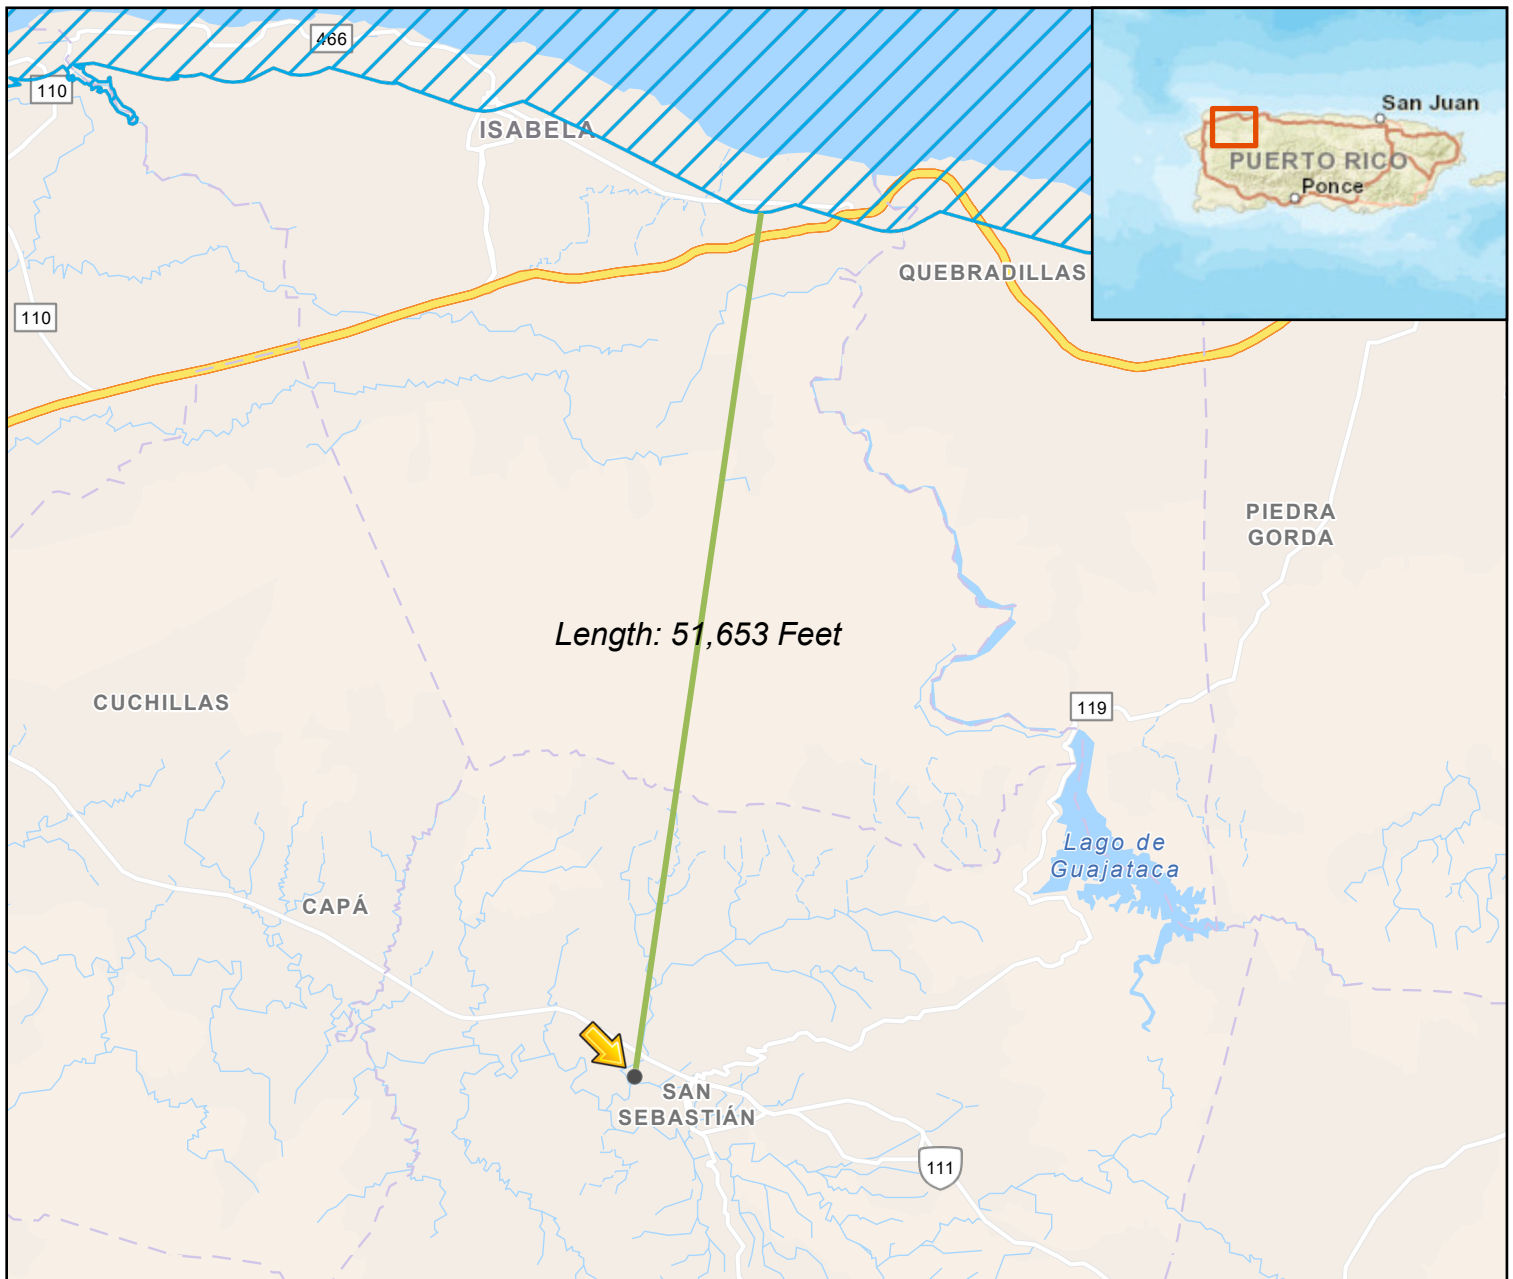 466
110
ISABELA
San Juan
PUERTO RICO
Ponce
QUEBRADILLAS
110
PIEDRA
GORDA
Length: 51,653 Feet
CUCHILLAS
119
Lago de
Guajataca
CAPÁ
SAN
SEBASTIÁN
111